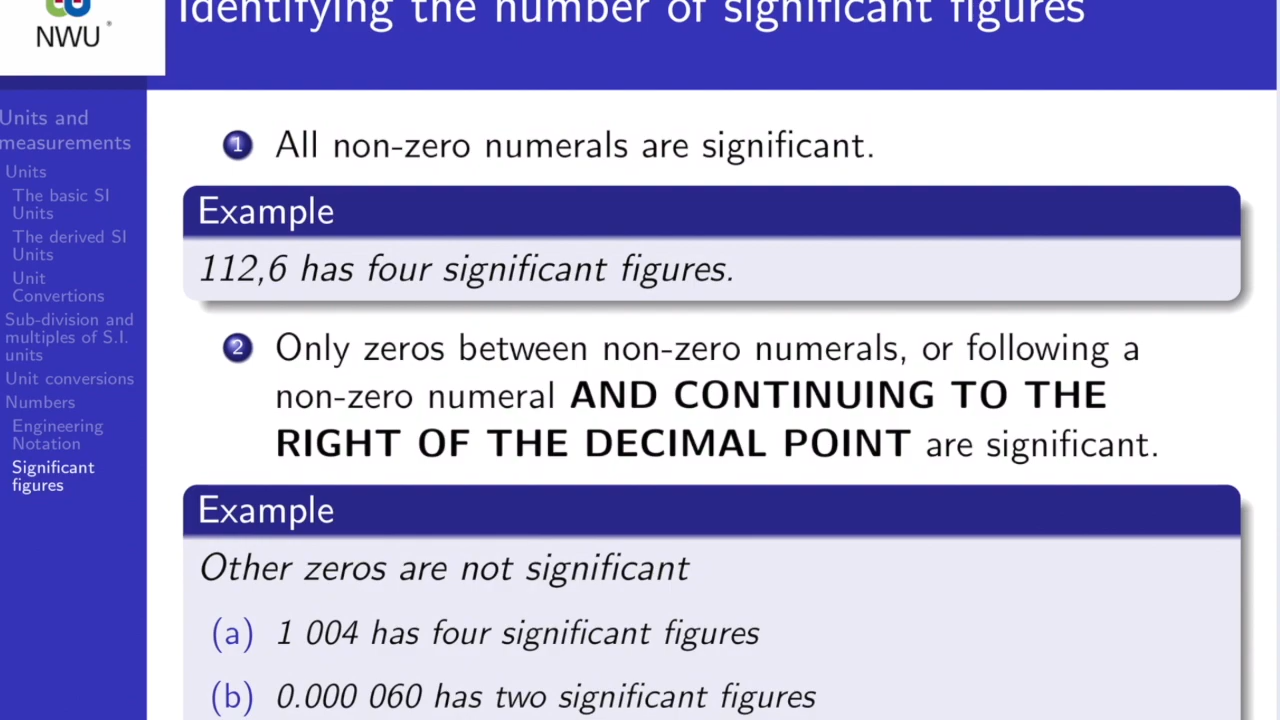 Identifying the number of significant figures
NWU
Units and
measurements
Units
The basic SI
Units
The derived SI
Units
Unit
Convertions
Sub-division and
multiples of S.I.
units
Unit conversions
Numbers
Engineering
Notation
Significant
figures
1 All non-zero numerals are significant.
Example
112,6 has four significant figures.
2 Only zeros between non-zero numerals, or following a
non-zero numeral AND CONTINUING TO THE
RIGHT OF THE DECIMAL POINT are significant.
Example
Other zeros are not significant
(a) 1 004 has four significant figures
(b) 0.000 060 has two significant figures